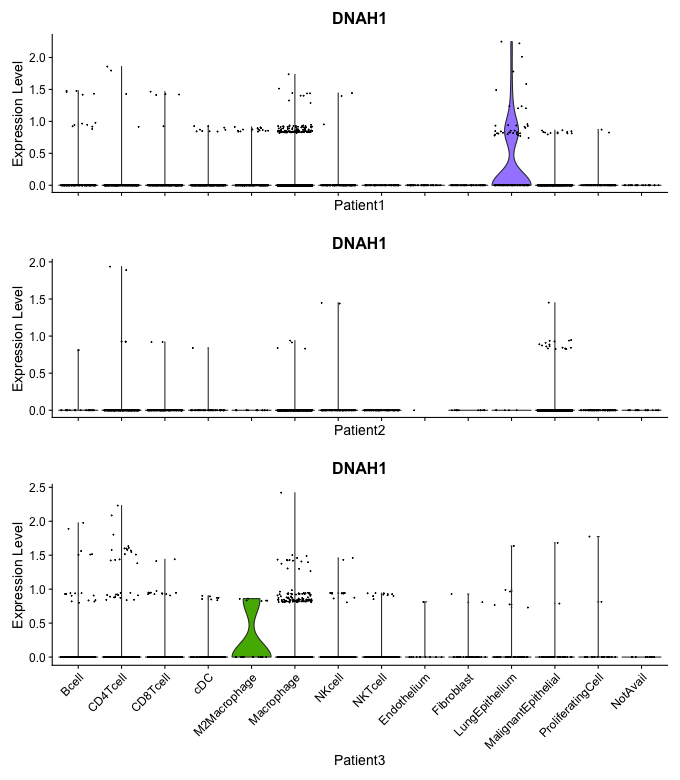 DNAH1
Expression Level
2.0
1.5
1.0
0.5
0.0
Patient1
DNAH1
Expression Level
2.0
1.5
1.0
0.5
0.0
Patient2
DNAH1
Expression Level
2.5
2.0
1.5
1.0
0.5
0.0
Bcell
CD4Tcell
CD8Tcell
cDC
M2Macrophage
Macrophage
NKcell
NKTcell
Endothelium
Fibroblast
LungEpithelium
MalignantEpithelial
ProliferatingCell
NotAvail
Patient3